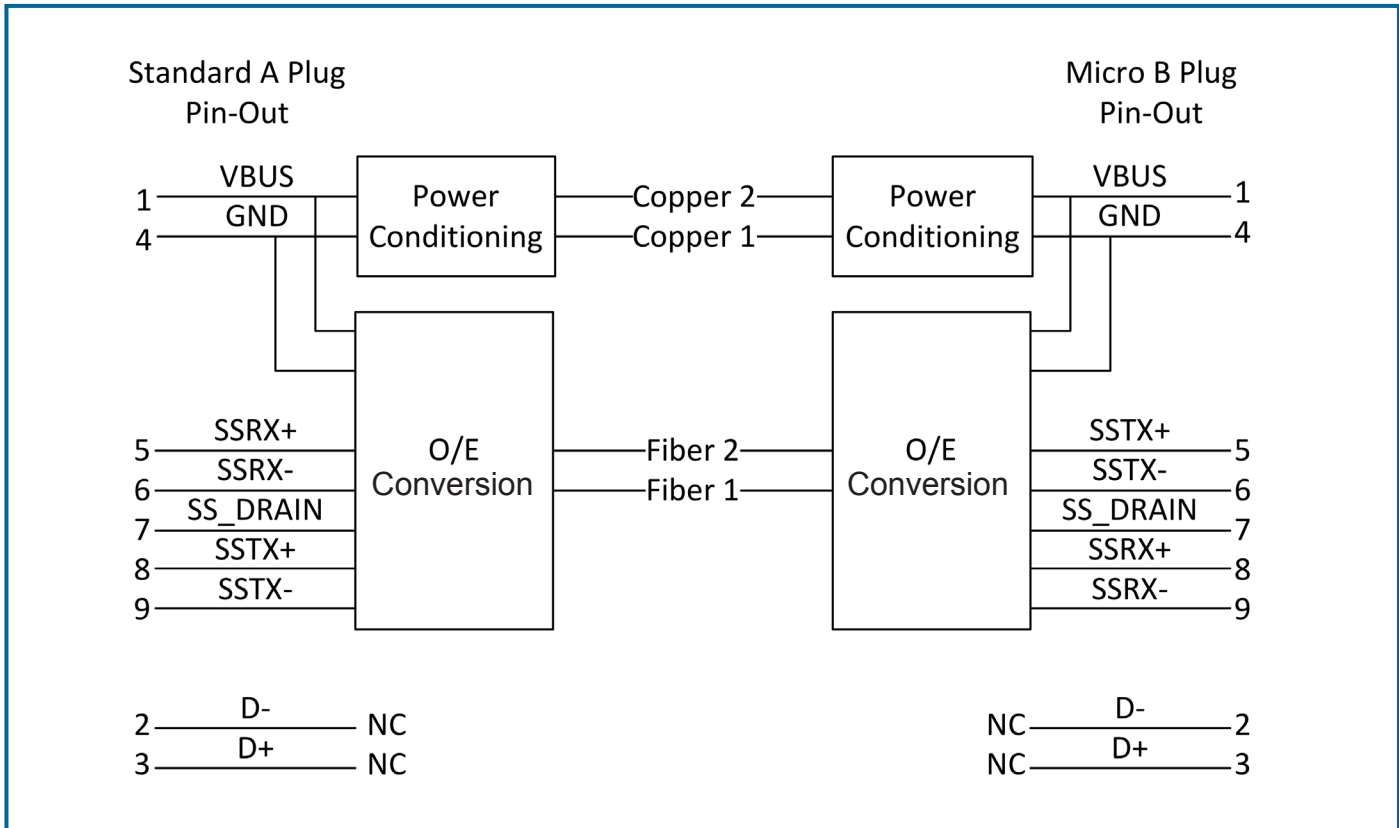 Standard A Plug
Pin-Out
Micro B Plug
Pin-Out
1
VBUS
4
GND
Power
Conditioning
Copper 2
Copper 1
Power
Conditioning
VBUS
1
GND
4
5
SSRX+
6
SSRX-
7
SS_DRAIN
8
SSTX+
9
SSTX-
O/E
Conversion
Fiber 2
Fiber 1
O/E
Conversion
SSTX+
5
SSTX-
6
SS_DRAIN
7
SSRX+
8
SSRX-
9
2
D-
NC
3
D+
NC
NC
D-
2
NC
D+
3